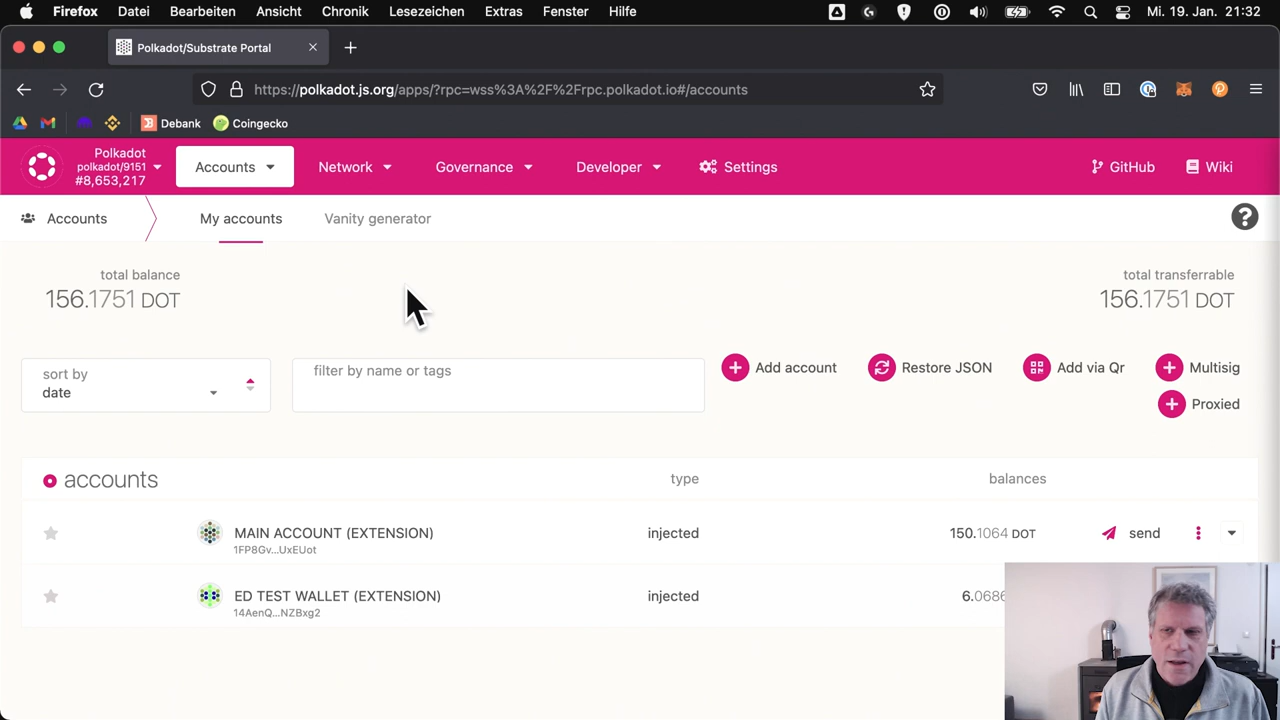 Firefox Datei Bearbeiten Ansicht Chronik Lesezeichen Extras Fenster Hilfe Mi. 19. Jan. 21:32
Polkadot/Substrate Portal
https://polkadot.js.org/apps/?rpc=wss%3A%2F%2Frpc.polkadot.io#/accounts
Debank Coingecko
Polkadot
polkadot/9151
#8,653,217
Accounts Network Governance Developer Settings GitHub Wiki
Accounts My accounts Vanity generator
total balance total transferrable
156.1751 DOT 156.1751 DOT
sort by
date
filter by name or tags
Add account Restore JSON Add via Qr Multisig
Proxied
accounts type balances
MAIN ACCOUNT (EXTENSION) injected 150.1064 DOT send
1FP8Gv...UxEUot
ED TEST WALLET (EXTENSION) injected 6.0686
14AenQ...NZBxg2